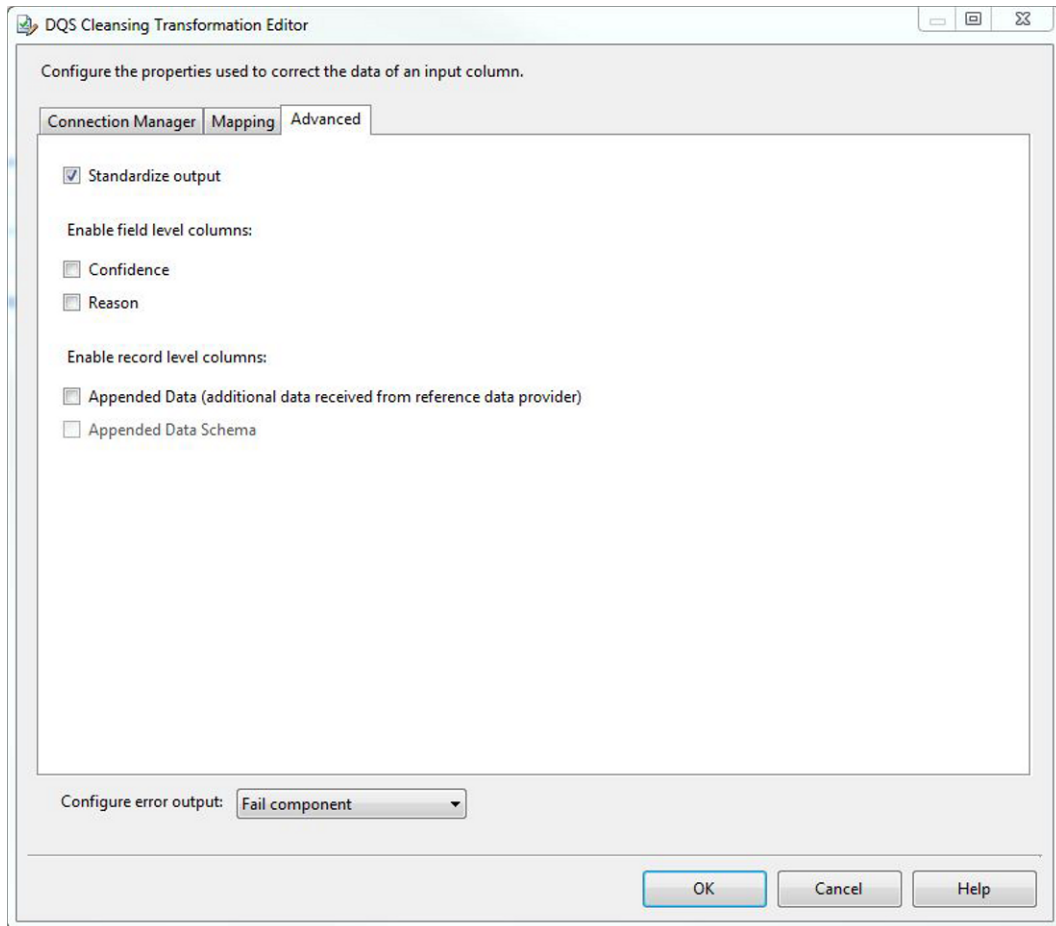 DQS Cleansing Transformation Editor
Configure the properties used to correct the data of an input column.
Connection Manager Mapping Advanced
Standardize output
Enable field level columns:
Confidence
Reason
Enable record level columns:
Appended Data (additional data received from reference data provider)
Appended Data Schema
Configure error output: Fail component
OK Cancel Help